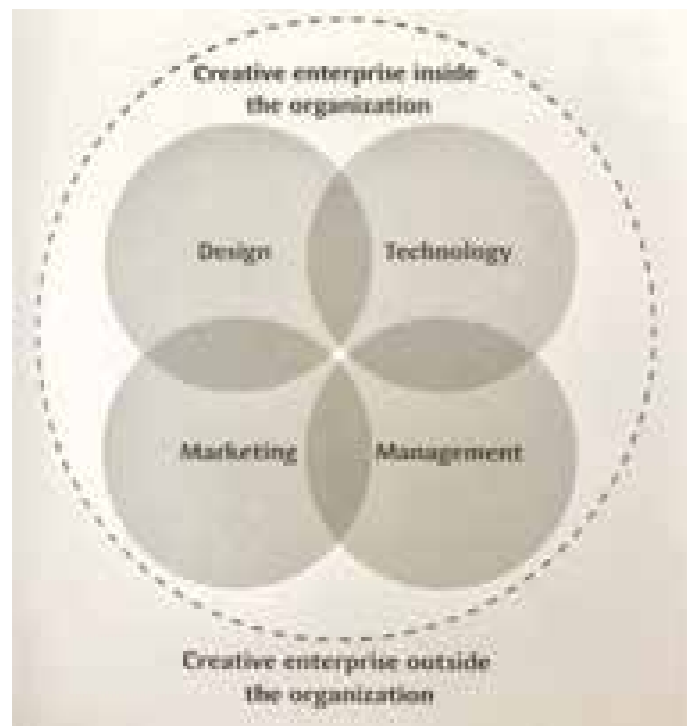 Creative enterprise inside
the organization
Design
Technology
Marketing
Management
Creative enterprise outside
the organization